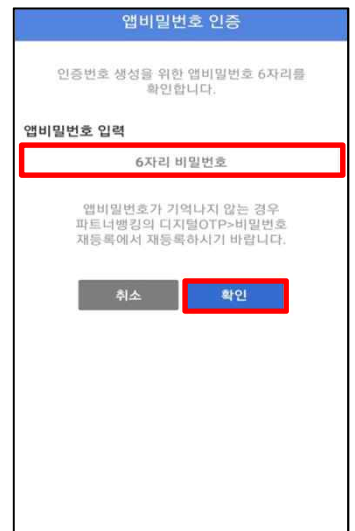 앱비밀번호 인증
인증번호 생성을 위한 앱비밀번호 6자리를
확인합니다.
앱비밀번호 입력
6자리 비밀번호
앱비밀번호가 기억나지 않는 경우
파트너뱅킹의 디지털OTP>비밀번호
재등록에서 재등록하시기 바랍니다.
취소 확인